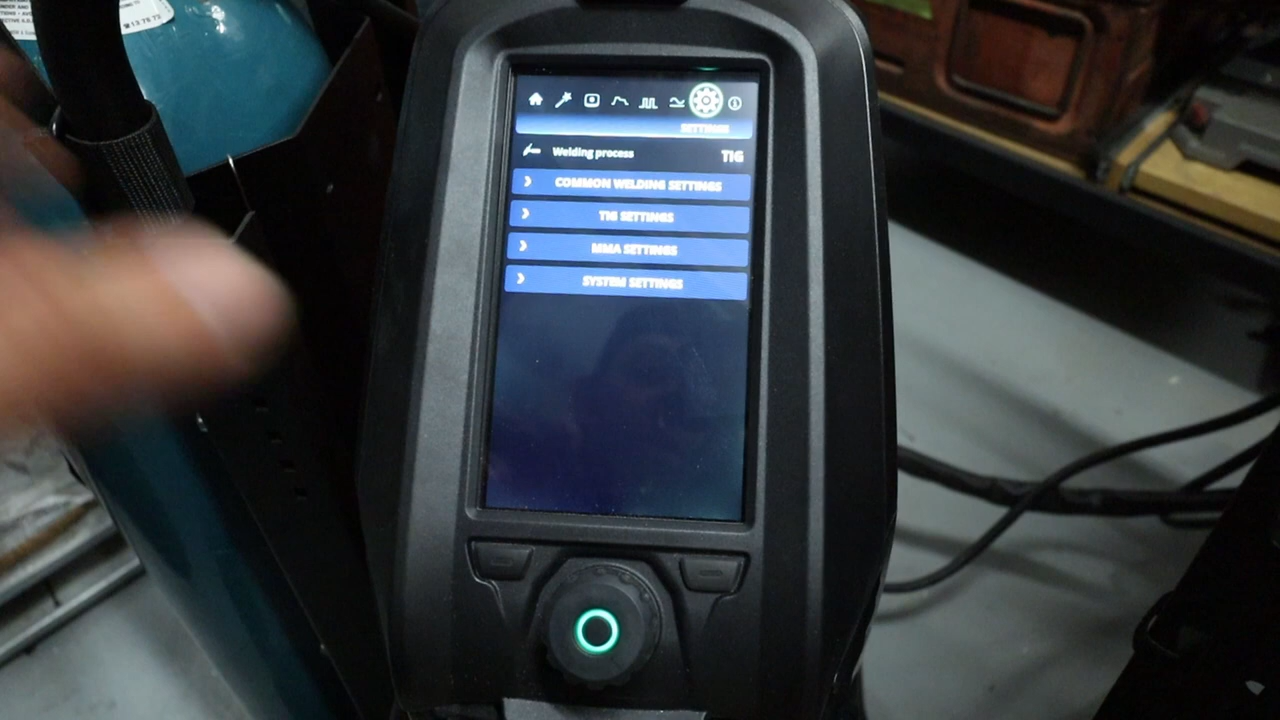 SETTINGS
Welding process TIG
COMMON WELDING SETTINGS
TIG SETTINGS
MMA SETTINGS
SYSTEM SETTINGS